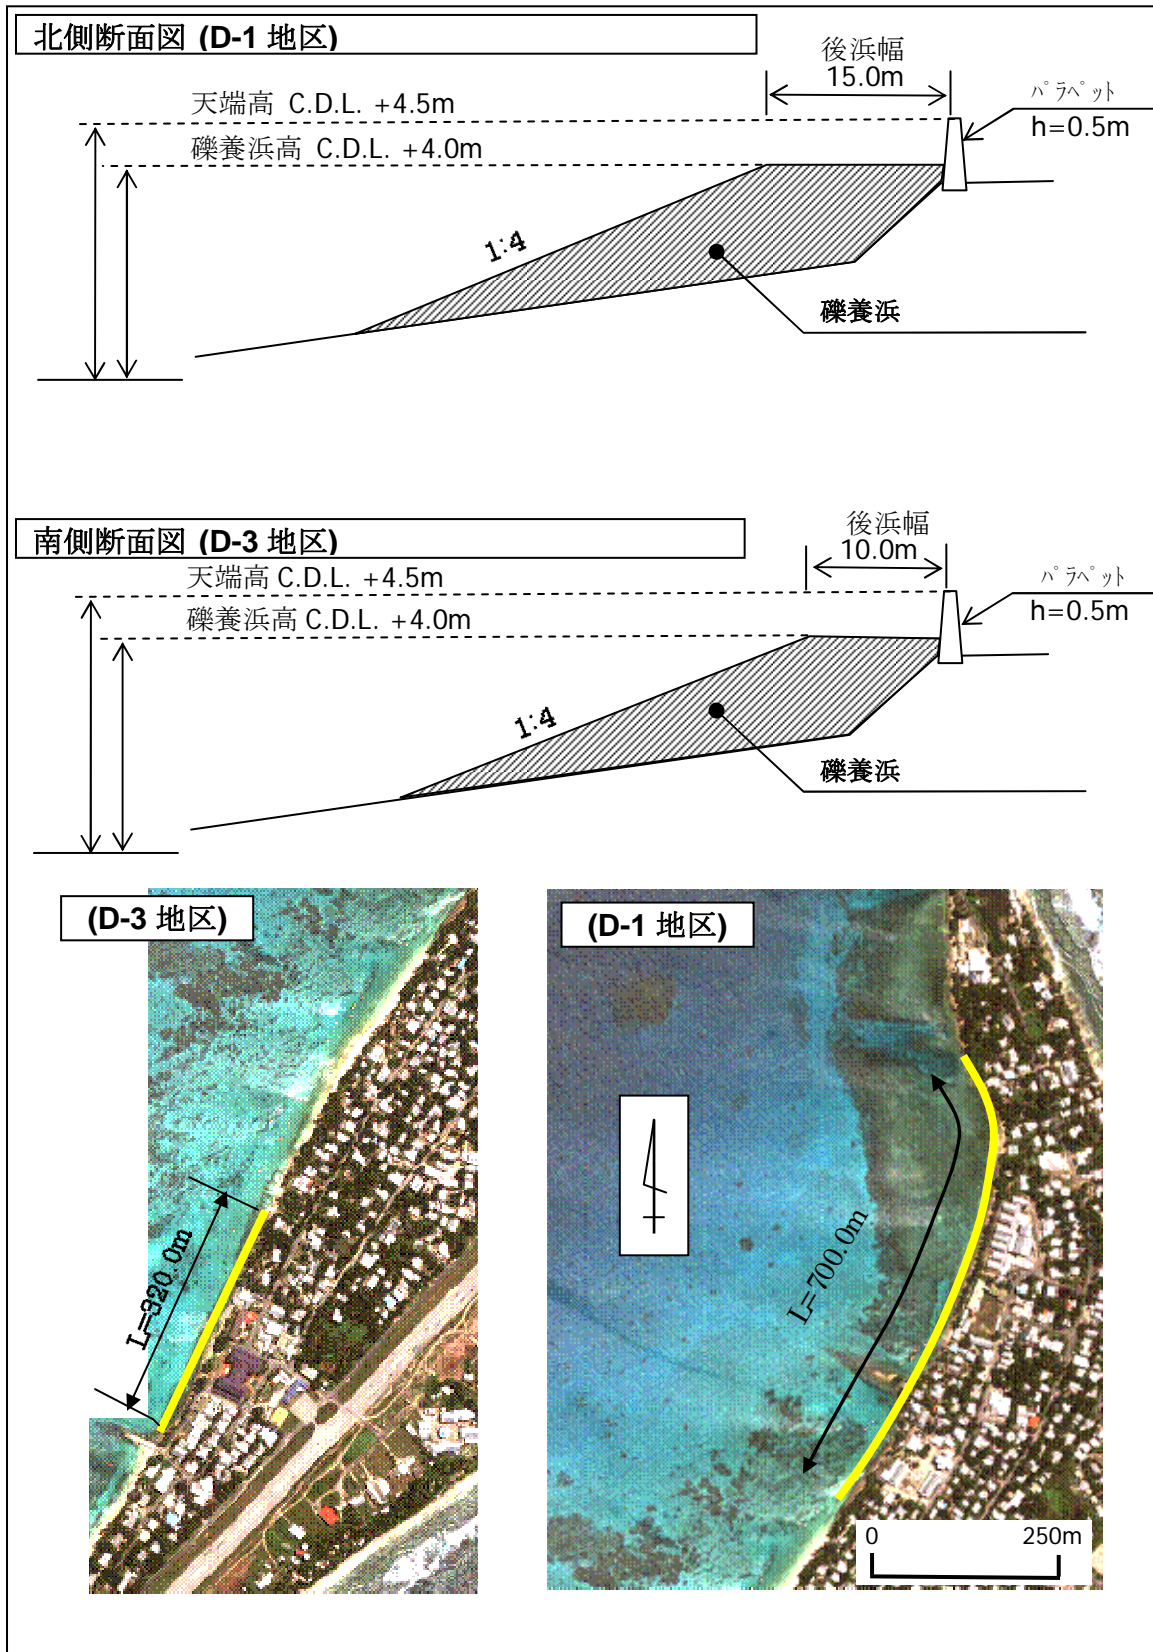 北側断面図 (D-1 地区)
後浜幅
15.0m
天端高 C.D.L. +4.5m
パラペット
h=0.5m
礫養浜高 C.D.L. +4.0m
1:4
礫養浜
南側断面図 (D-3 地区)
後浜幅
10.0m
天端高 C.D.L. +4.5m
パラペット
h=0.5m
礫養浜高 C.D.L. +4.0m
1:4
礫養浜
(D-3 地区)
L=320.0m
(D-1 地区)
L=700.0m
0 250m